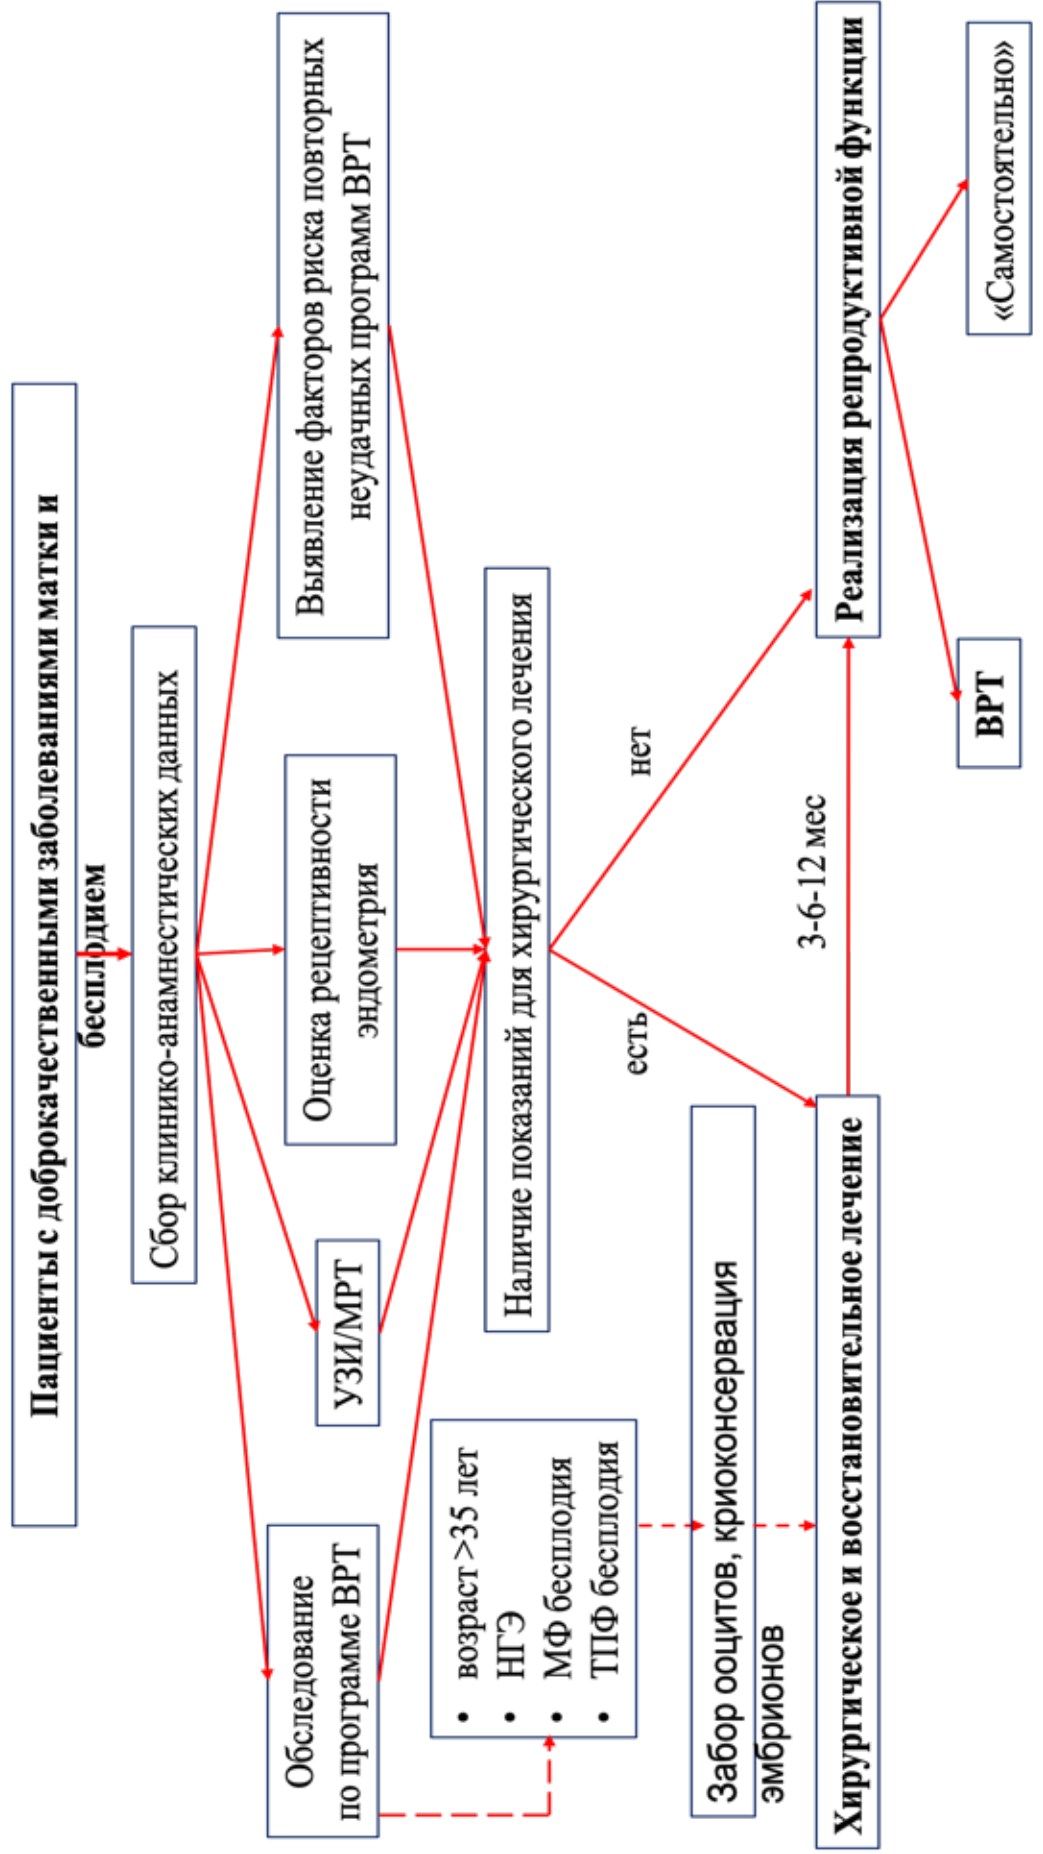 Пациенты с доброкачественными заболеваниями матки и
бесплодием
Сбор клинико-анамнестических данных
Обследование
по программе ВРТ
УЗИ/МРТ
Оценка рецептивности
эндометрия
Выявление факторов риска повторных
неудачных программ ВРТ
• возраст >35 лет
• НГЭ
• МФ бесплодия
• ТПФ бесплодия
Наличие показаний для хирургического лечения
есть
нет
Забор ооцитов, криоконсервация
эмбрионов
Хирургическое и восстановительное лечение
3-6-12 мес
Реализация репродуктивной функции
ВРТ
«Самостоятельно»